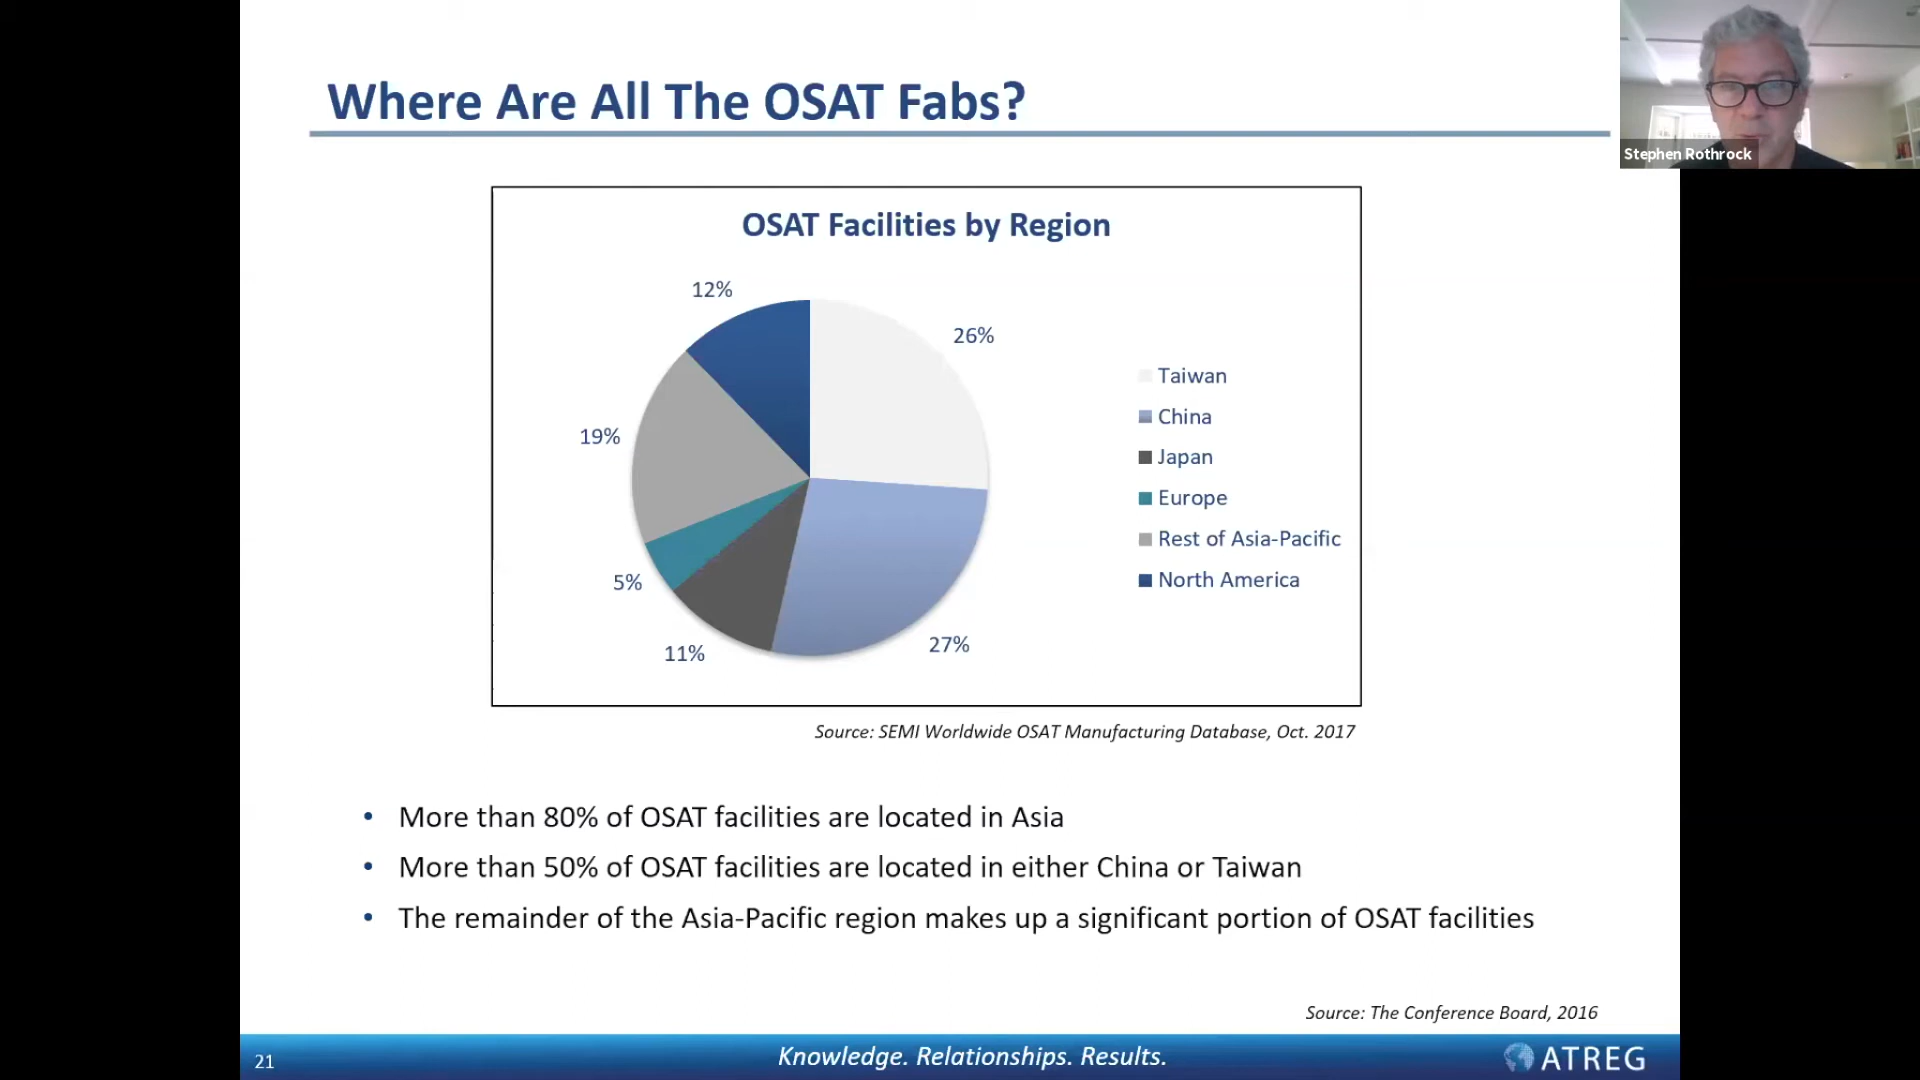 Where Are All The OSAT Fabs?
Stephen Rothrock
OSAT Facilities by Region
12%
26%
19%
5%
11%
27%
Taiwan
China
Japan
Europe
Rest of Asia-Pacific
North America
Source: SEMI Worldwide OSAT Manufacturing Database, Oct. 2017
• More than 80% of OSAT facilities are located in Asia
• More than 50% of OSAT facilities are located in either China or Taiwan
• The remainder of the Asia-Pacific region makes up a significant portion of OSAT facilities
Source: The Conference Board, 2016
21
Knowledge. Relationships. Results.
ATREG